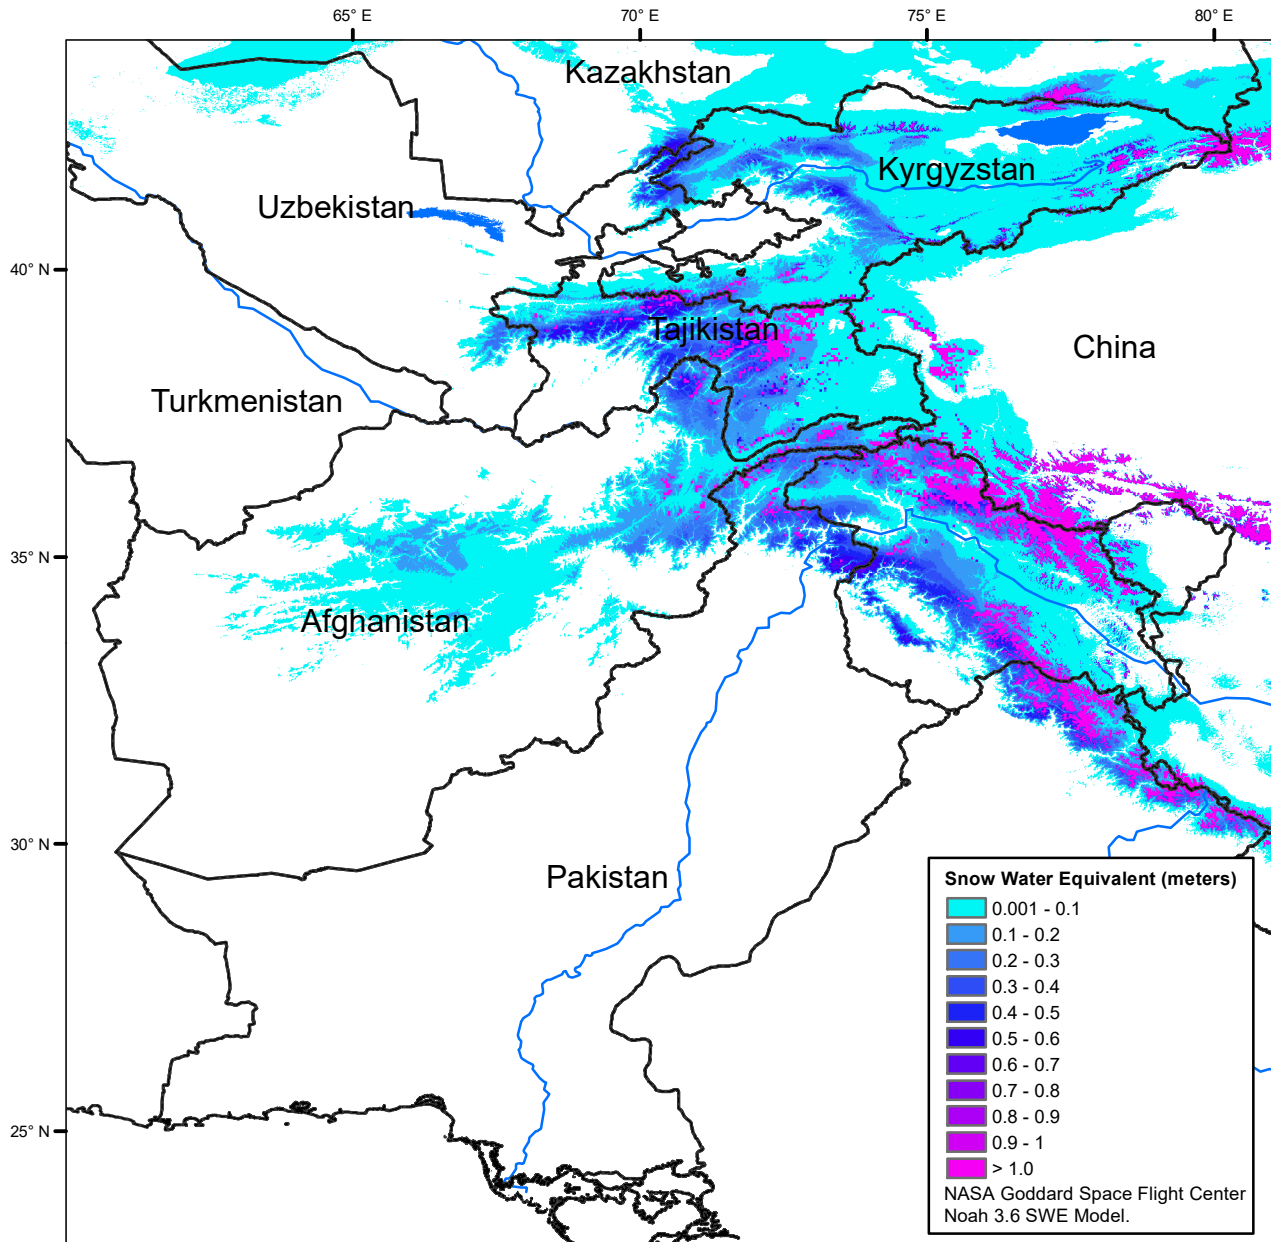 65° E
70° E
75° E
80° E
Kazakhstan
Kyrgyzstan
Uzbekistan
40° N
Tajikistan
China
Turkmenistan
35° N
Afghanistan
30° N
Pakistan
25° N
Snow Water Equivalent (meters)
0.001 - 0.1
0.1 - 0.2
0.2 - 0.3
0.3 - 0.4
0.4 - 0.5
0.5 - 0.6
0.6 - 0.7
0.7 - 0.8
0.8 - 0.9
0.9 - 1
> 1.0
NASA Goddard Space Flight Center
Noah 3.6 SWE Model.